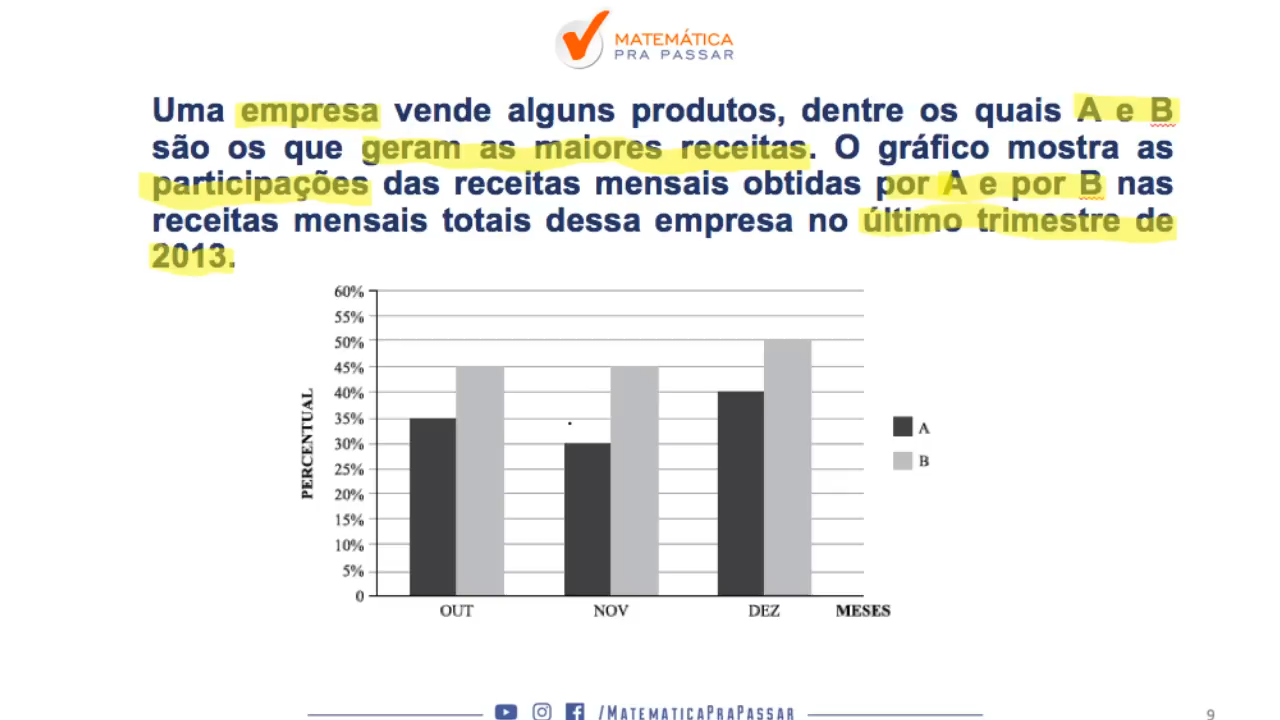 MATEMÁTICA
PRA PASSAR
Uma empresa vende alguns produtos, dentre os quais A e B
são os que geram as maiores receitas. O gráfico mostra as
participações das receitas mensais obtidas por A e por B nas
receitas mensais totais dessa empresa no último trimestre de
2013.
60%
55%
50%
45%
40%
35%
30%
25%
20%
15%
10%
5%
0
PERCENTUAL
OUT NOV DEZ MESES
A
B
/MATEMATICAPRAPASSAR
9